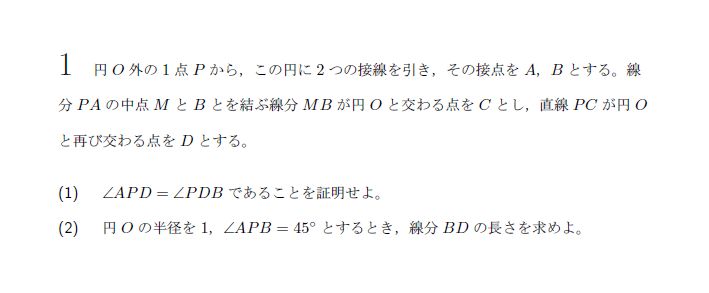 1 円 O 外の 1 点 P から，この円に 2 つの接線を引き，その接点を A，B とする。線
分 PA の中点 M と B とを結ぶ線分 MB が円 O と交わる点を C とし，直線 PC が円 O
と再び交わる点を D とする。
(1) ∠APD = ∠PDB であることを証明せよ。
(2) 円 O の半径を 1，∠APB = 45° とするとき，線分 BD の長さを求めよ。